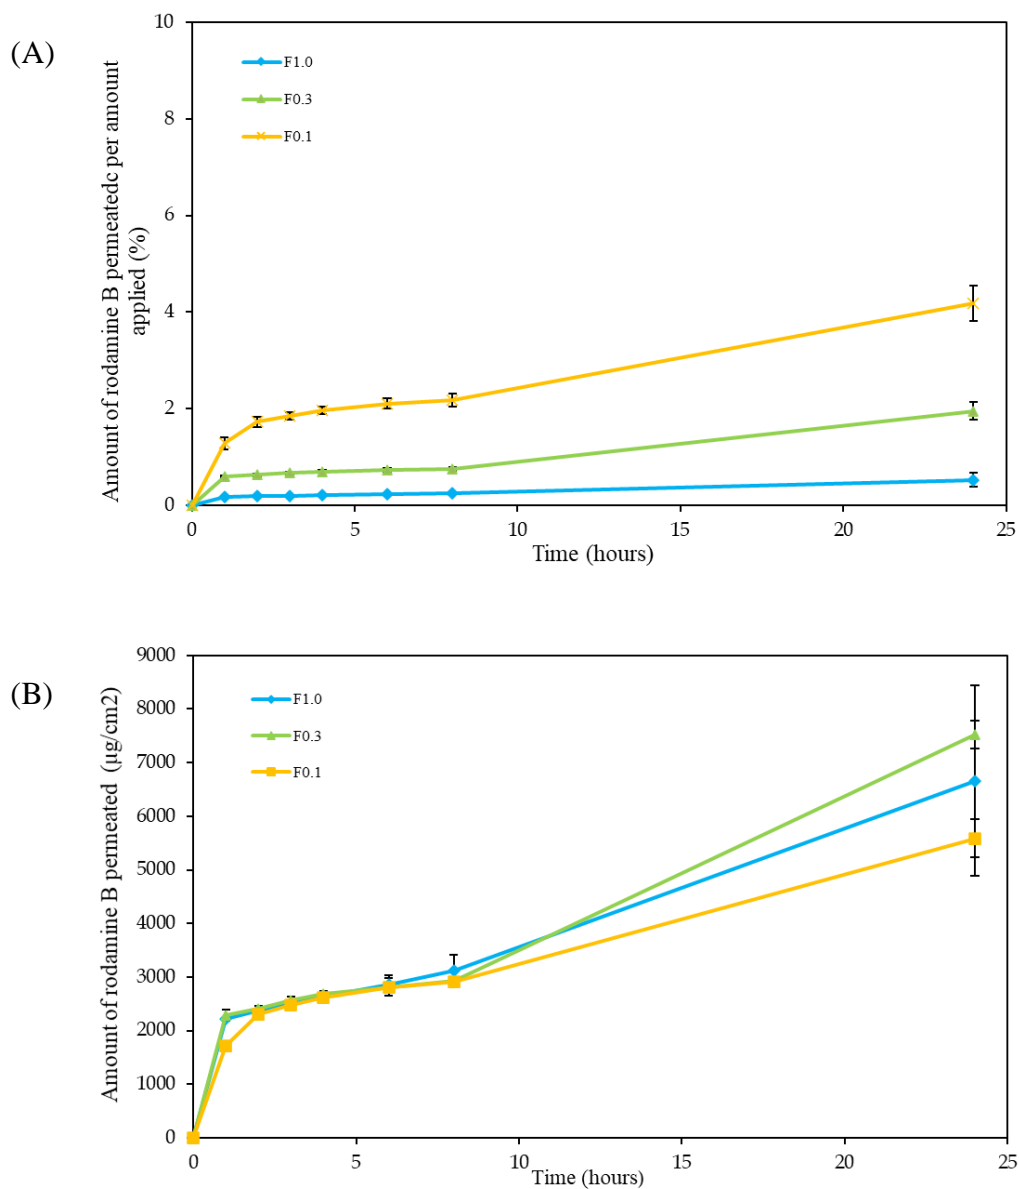 (A)
Amount of rodamine B permeatedc per amount
applied (%)
10
8
6
4
2
0
F1.0
F0.3
F0.1
0 5 10 15 20 25
Time (hours)
(B)
Amount of rodamine B permeated (µg/cm2)
9000
8000
7000
6000
5000
4000
3000
2000
1000
0
F1.0
F0.3
F0.1
0 5 10 15 20 25
Time (hours)